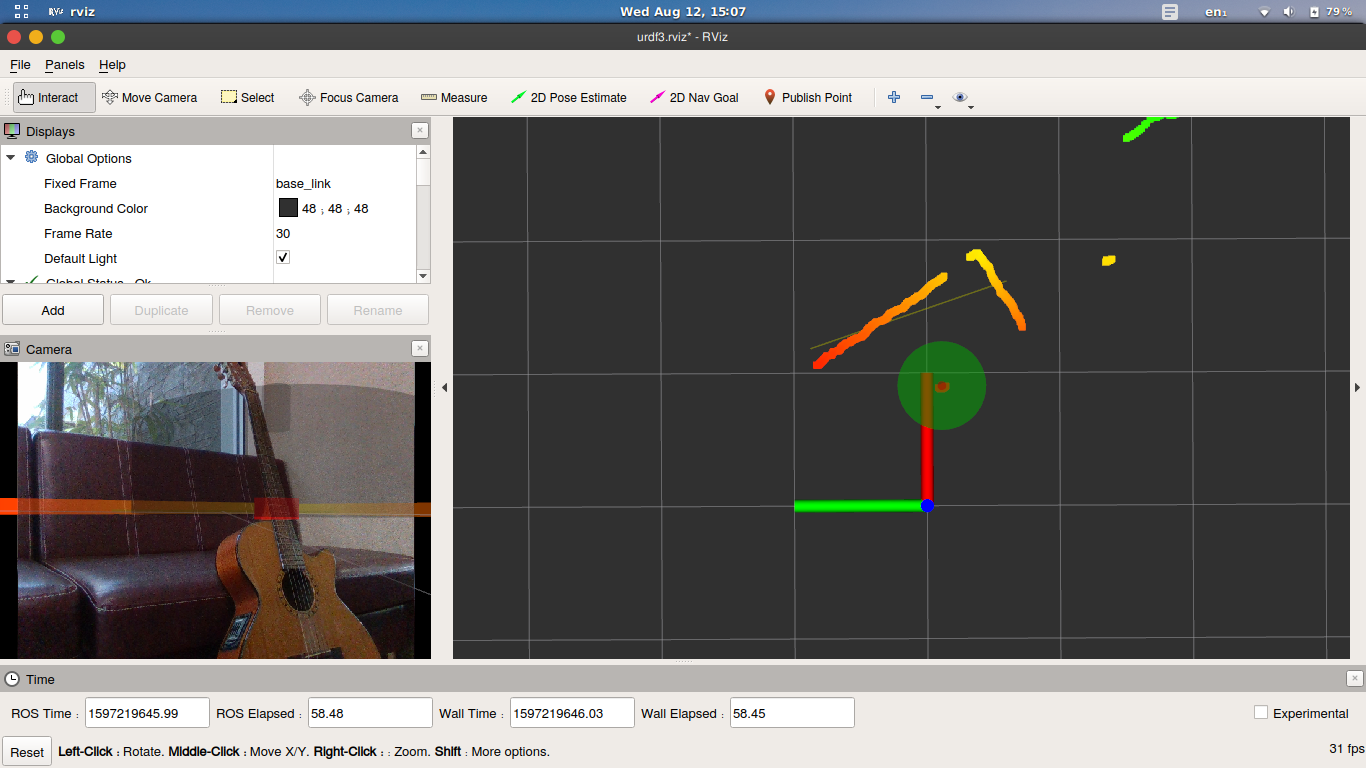 RViz rviz Wed Aug 12, 15:07 en₁ 79 %
urdf3.rviz* - RViz
File Panels Help
Interact Move Camera Select Focus Camera Measure 2D Pose Estimate 2D Nav Goal Publish Point
Displays
Global Options
Fixed Frame base_link
Background Color 48 ; 48 ; 48
Frame Rate 30
Default Light
Global Status: Ok
Add Duplicate Remove Rename
Camera
Time
ROS Time : 1597219645.99 ROS Elapsed : 58.48 Wall Time : 1597219646.03 Wall Elapsed : 58.45 Experimental
Reset Left-Click : Rotate. Middle-Click : Move X/Y. Right-Click : : Zoom. Shift : More options. 31 fps